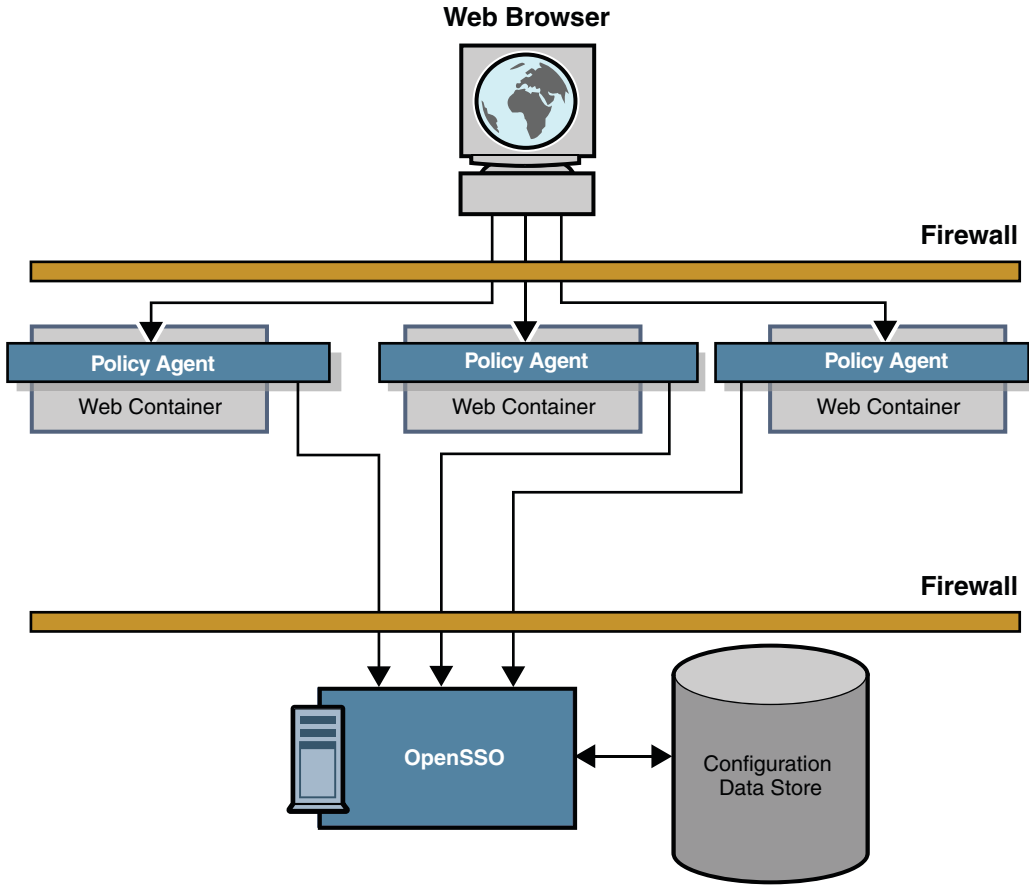 Web Browser
Firewall
Policy Agent
Policy Agent
Policy Agent
Web Container
Web Container
Web Container
Firewall
OpenSSO
Configuration
Data Store